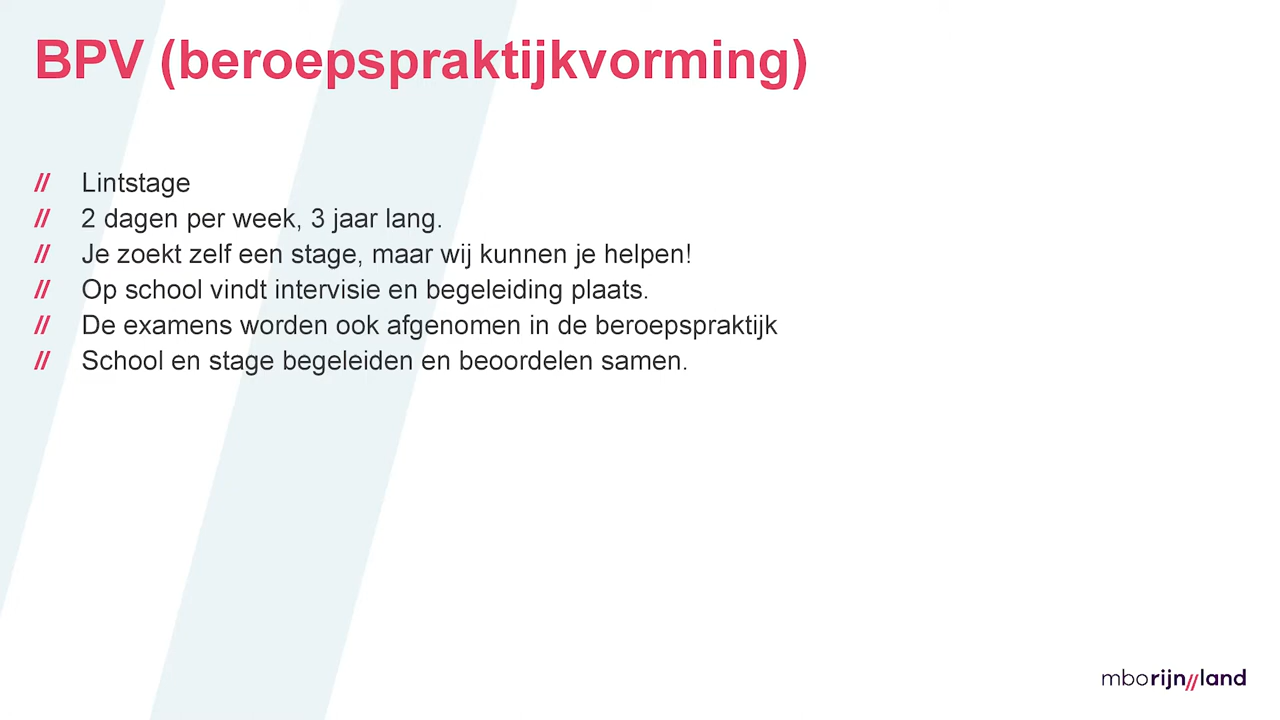 BPV (beroepspraktijkvorming)
// Lintstage
// 2 dagen per week, 3 jaar lang.
// Je zoekt zelf een stage, maar wij kunnen je helpen!
// Op school vindt intervisie en begeleiding plaats.
// De examens worden ook afgenomen in de beroepspraktijk
// School en stage begeleiden en beoordelen samen.
mborijn//land